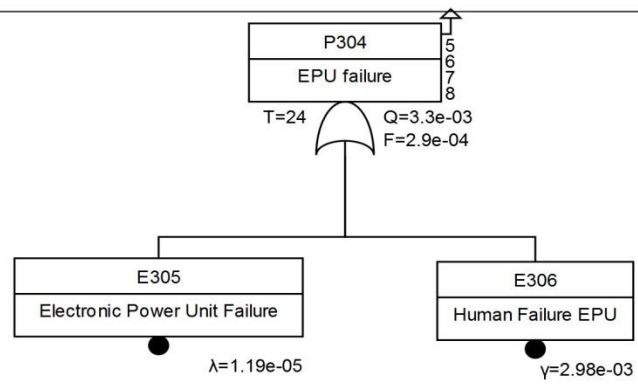 P304
EPU failure
5
6
7
8
T=24
Q=3.3e-03
F=2.9e-04
E305
Electronic Power Unit Failure
λ=1.19e-05
E306
Human Failure EPU
γ=2.98e-03